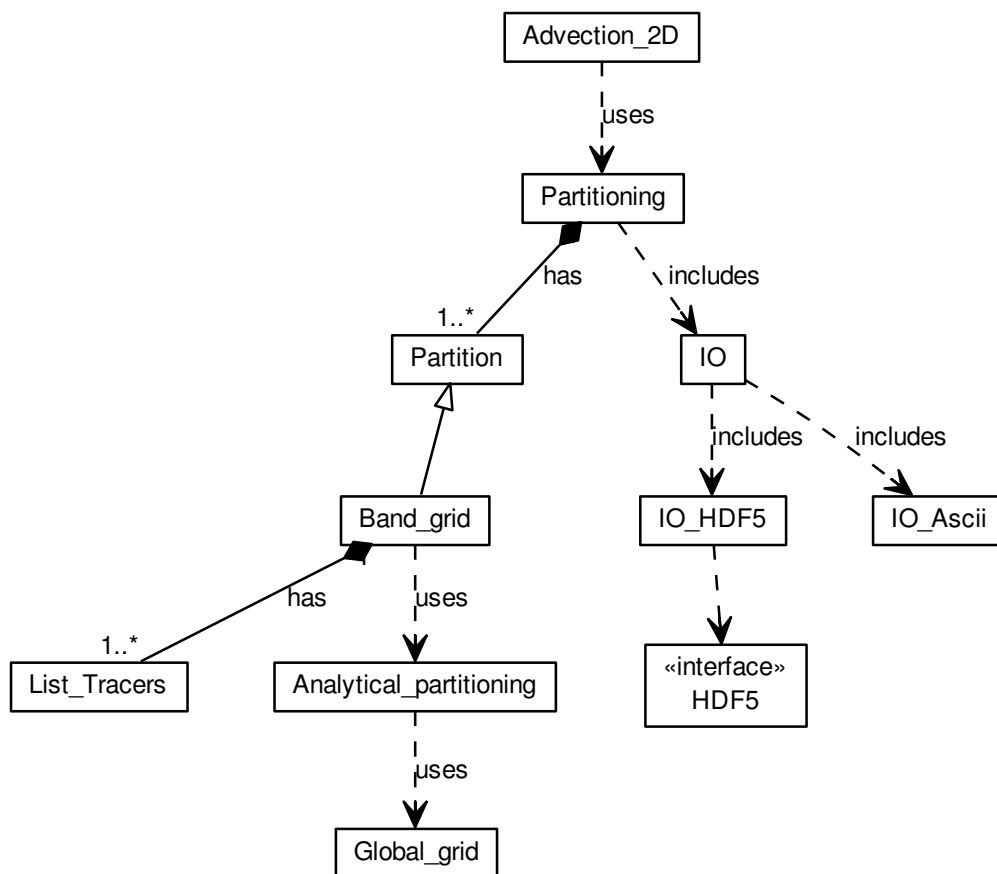 Advection_2D
uses
Partitioning
has
includes
1..*
Partition
IO
includes
includes
Band_grid
IO_HDF5
IO_Ascii
has
uses
1..*
List_Tracers
Analytical_partitioning
«interface»
HDF5
uses
Global_grid